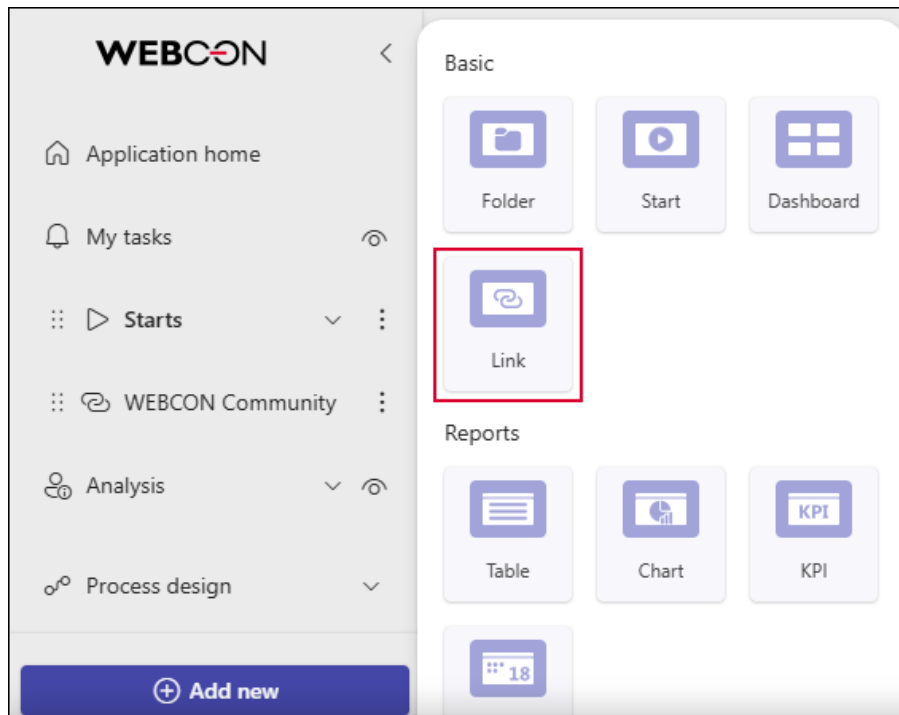 WEBCON
Application home
My tasks
Starts
WEBCON Community
Analysis
Process design
Add new
Basic
Folder
Start
Dashboard
Link
Reports
Table
Chart
KPI
KPI
18